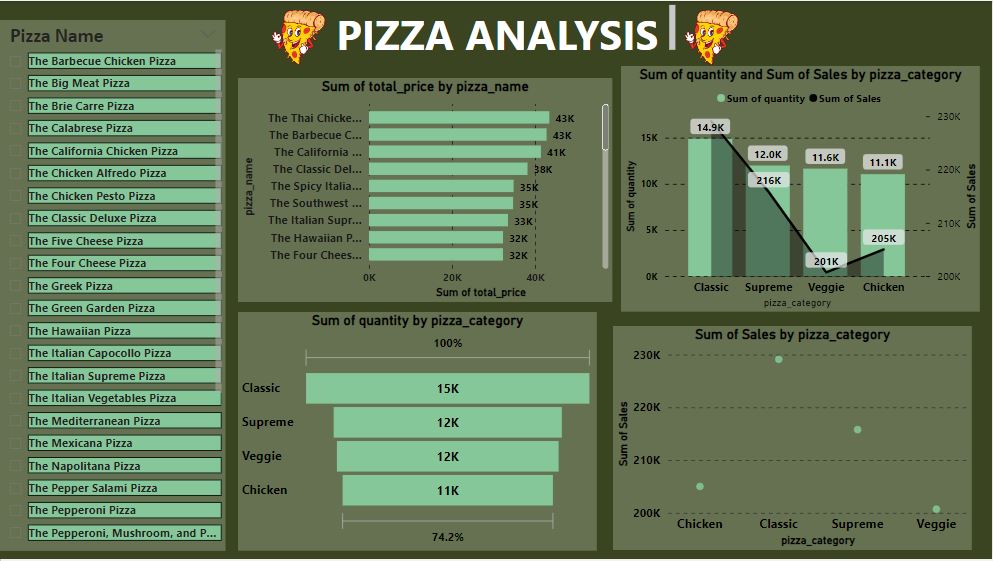 PIZZA ANALYSIS
Pizza Name
The Barbecue Chicken Pizza
The Big Meat Pizza
The Brie Carre Pizza
The Calabrese Pizza
The California Chicken Pizza
The Chicken Alfredo Pizza
The Chicken Pesto Pizza
The Classic Deluxe Pizza
The Five Cheese Pizza
The Four Cheese Pizza
The Greek Pizza
The Green Garden Pizza
The Hawaiian Pizza
The Italian Capocollo Pizza
The Italian Supreme Pizza
The Italian Vegetables Pizza
The Mediterranean Pizza
The Mexicana Pizza
The Napolitana Pizza
The Pepper Salami Pizza
The Pepperoni Pizza
The Pepperoni, Mushroom, and P...
Sum of total_price by pizza_name
pizza_name
The Thai Chicke... 43K
The Barbecue C... 43K
The California ... 41K
The Classic Del... 38K
The Spicy Italia... 35K
The Southwest ... 35K
The Italian Supr... 33K
The Hawaiian P... 32K
The Four Chees... 32K
0K 20K 40K
Sum of total_price
Sum of quantity and Sum of Sales by pizza_category
Sum of quantity Sum of Sales
Sum of quantity
15K
10K
5K
0K
14.9K
12.0K
11.6K
11.1K
216K
201K
205K
230K
220K
210K
200K
Sum of Sales
Classic Supreme Veggie Chicken
pizza_category
Sum of quantity by pizza_category
100%
Classic 15K
Supreme 12K
Veggie 12K
Chicken 11K
74.2%
Sum of Sales by pizza_category
Sum of Sales
230K
220K
210K
200K
Chicken Classic Supreme Veggie
pizza_category